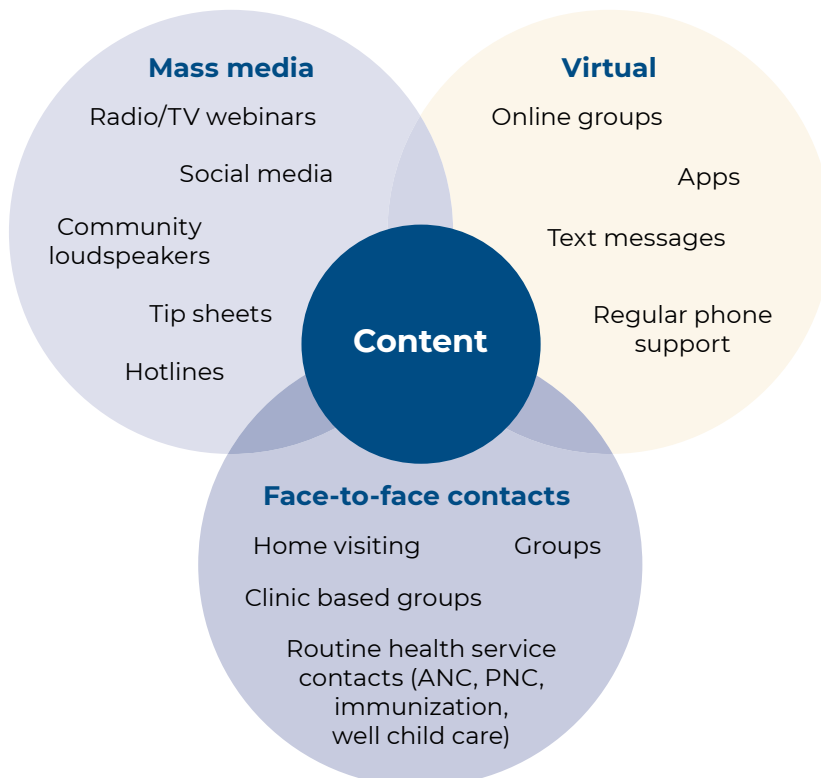 Mass media
Radio/TV webinars
Social media
Community
loudspeakers
Tip sheets
Hotlines
Virtual
Online groups
Apps
Text messages
Regular phone
support
Content
Face-to-face contacts
Home visiting
Groups
Clinic based groups
Routine health service
contacts (ANC, PNC,
immunization,
well child care)